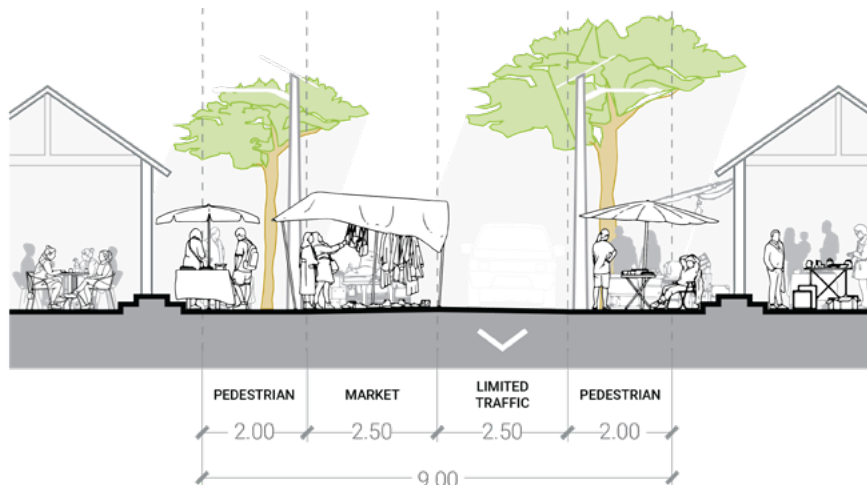 PEDESTRIAN
MARKET
LIMITED
TRAFFIC
PEDESTRIAN
2.00
2.50
2.50
2.00
9.00